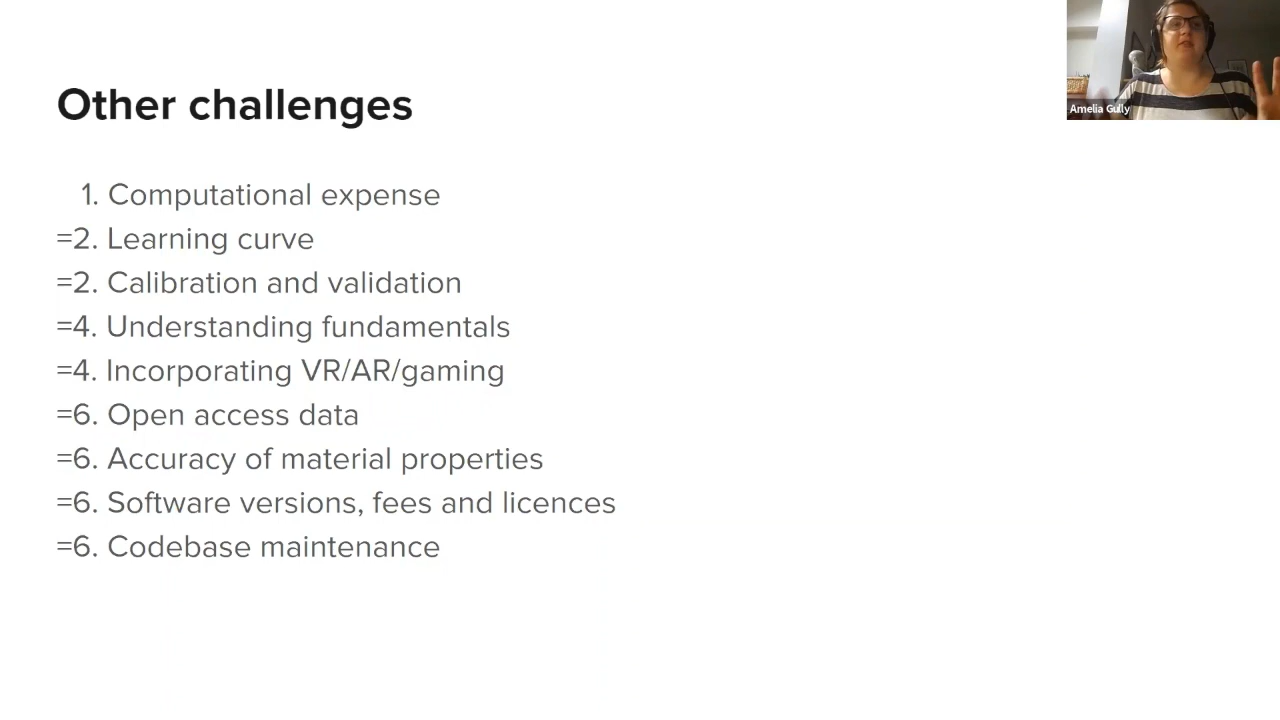 Other challenges
1. Computational expense
=2. Learning curve
=2. Calibration and validation
=4. Understanding fundamentals
=4. Incorporating VR/AR/gaming
=6. Open access data
=6. Accuracy of material properties
=6. Software versions, fees and licences
=6. Codebase maintenance
Amelia Gully